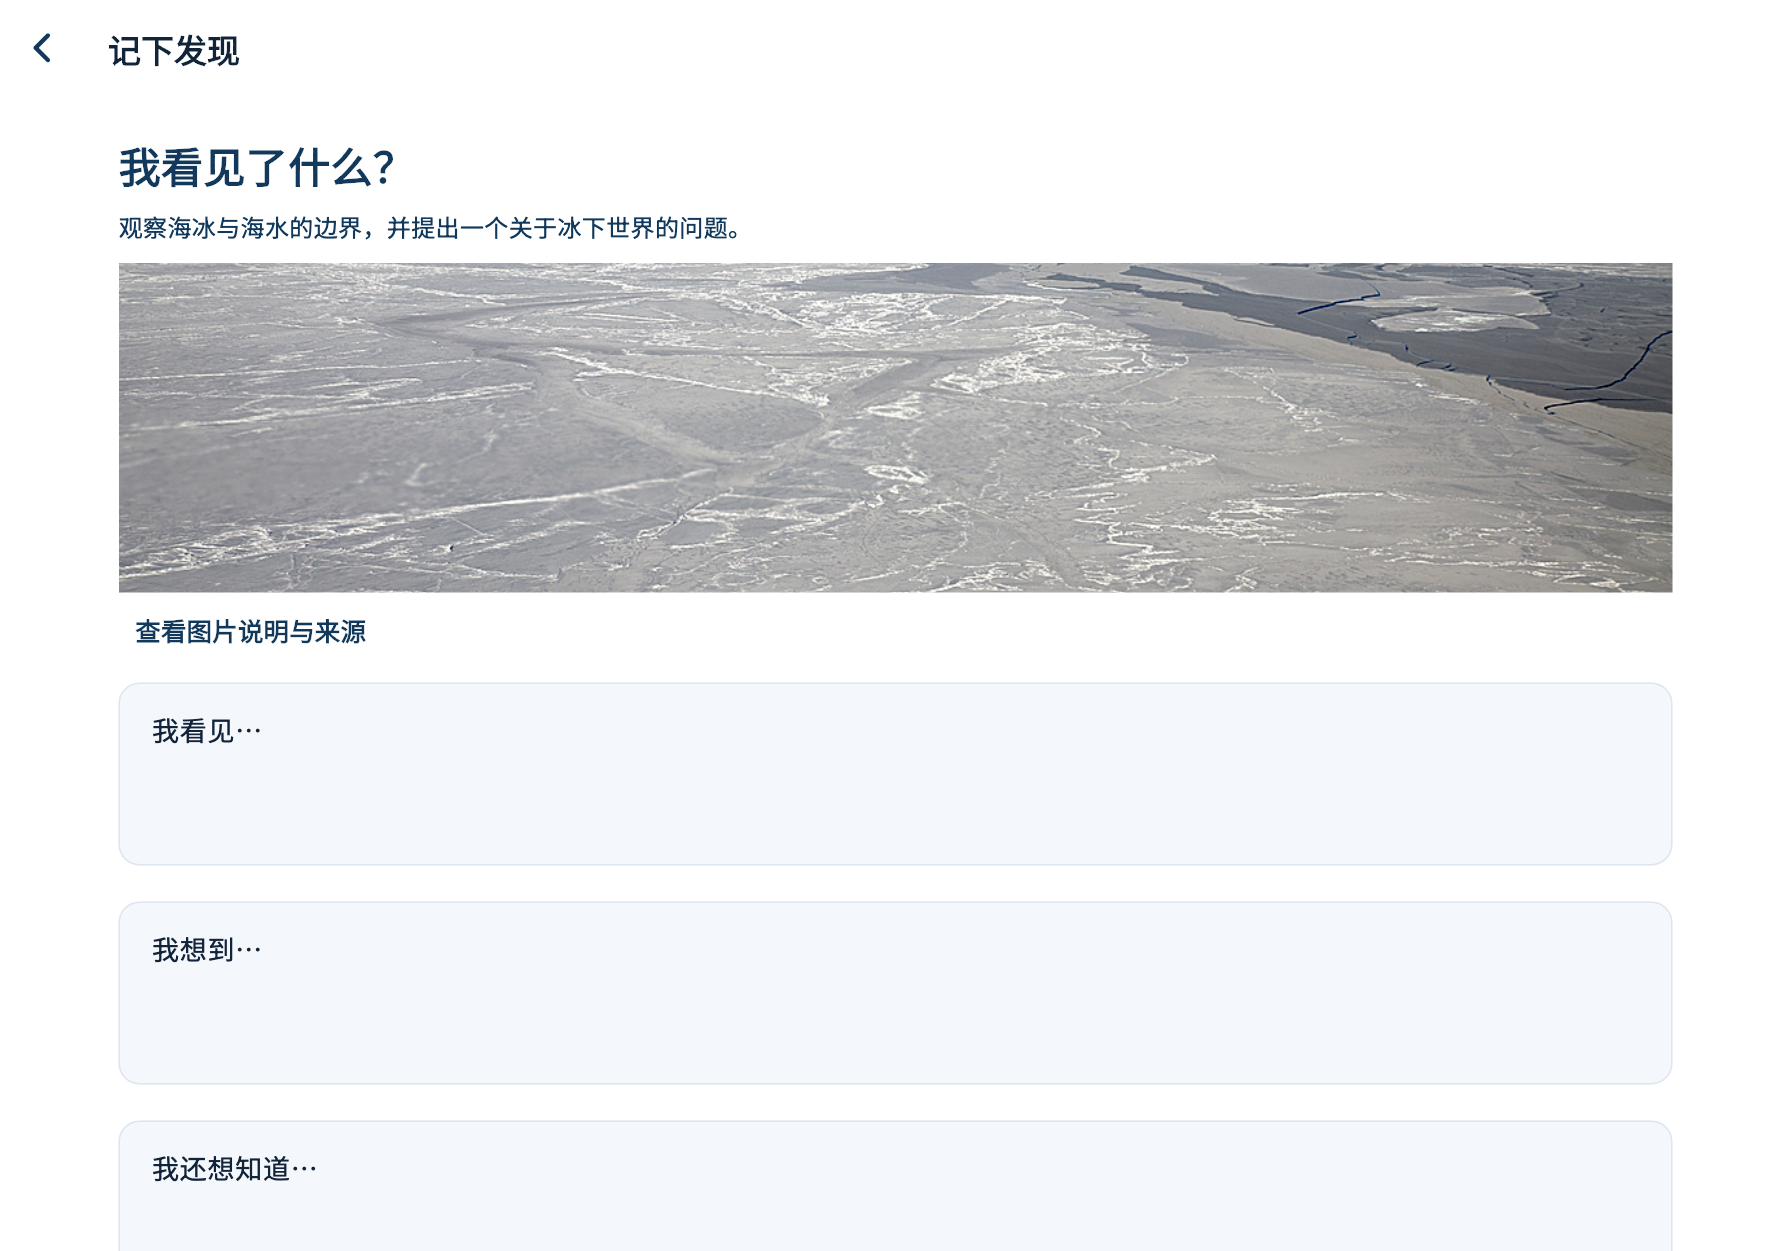 记下发现
我看见了什么？
观察海冰与海水的边界，并提出一个关于冰下世界的问题。
查看图片说明与来源
我看见…
我想到…
我还想知道…